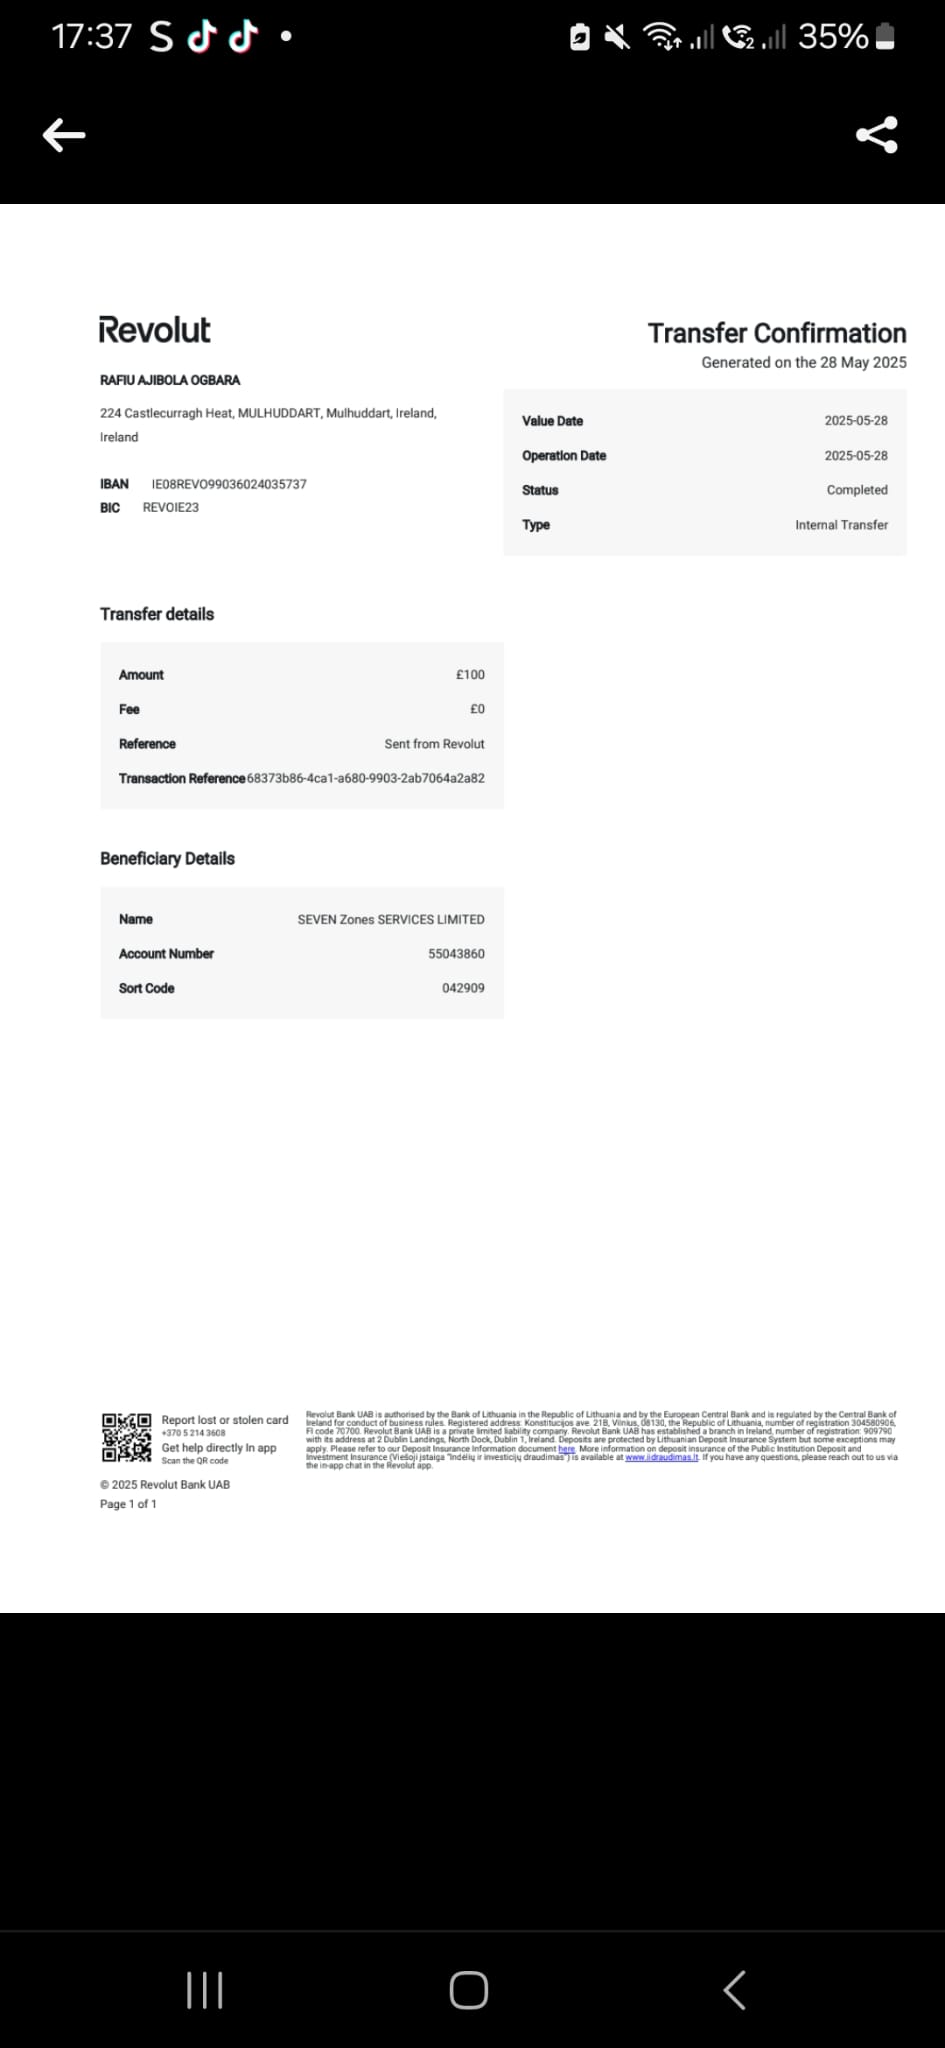 17:37 S
2
35%
Revolut
Transfer Confirmation
Generated on the 28 May 2025
RAFIU AJIBOLA OGBARA
224 Castlecurragh Heat, MULHUDDART, Mulhuddart, Ireland,
Ireland
IBAN IE08REVO99036024035737
BIC REVOIE23
Value Date 2025-05-28
Operation Date 2025-05-28
Status Completed
Type Internal Transfer
Transfer details
Amount £100
Fee £0
Reference Sent from Revolut
Transaction Reference 68373b86-4ca1-a680-9903-2ab7064a2a82
Beneficiary Details
Name SEVEN Zones SERVICES LIMITED
Account Number 55043860
Sort Code 042909
Report lost or stolen card
+370 5 214 3608
Get help directly In app
Scan the QR code
Revolut Bank UAB is authorised by the Bank of Lithuania in the Republic of Lithuania and by the European Central Bank and is regulated by the Central Bank of
Ireland for conduct of business rules. Registered address: Konstitucijos ave. 21B, Vilnius, 08130, the Republic of Lithuania, number of registration 304580906,
FI code 70700. Revolut Bank UAB is a private limited liability company. Revolut Bank UAB has established a branch in Ireland, number of registration: 909790
with its address at 2 Dublin Landings, North Dock, Dublin 1, Ireland. Deposits are protected by Lithuanian Deposit Insurance System but some exceptions may
apply. Please refer to our Deposit Insurance Information document here. More information on deposit insurance of the Public Institution Deposit and
Investment Insurance (Viešoji įstaiga "Indėlių ir investicijų draudimas") is available at www.iidraudimas.lt. If you have any questions, please reach out to us via
the in-app chat in the Revolut app.
© 2025 Revolut Bank UAB
Page 1 of 1